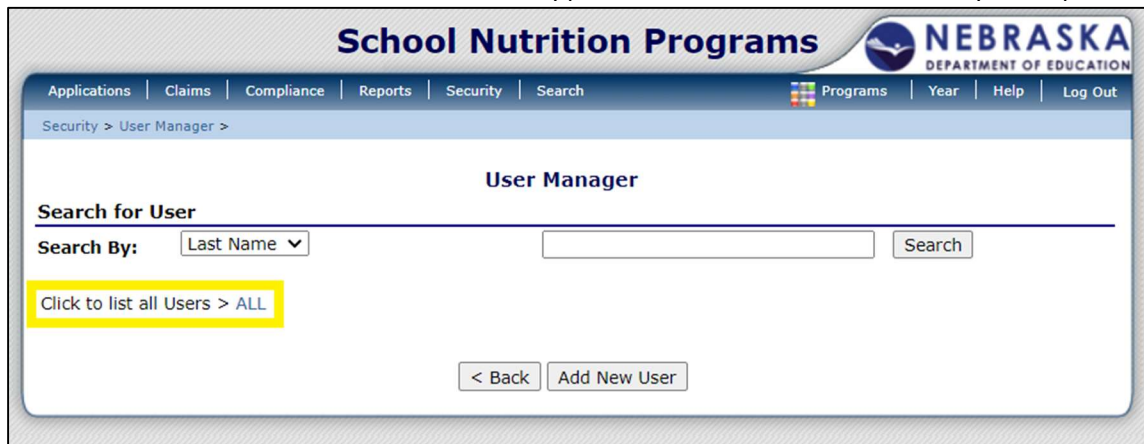 School Nutrition Programs
NEBRASKA
DEPARTMENT OF EDUCATION
Applications | Claims | Compliance | Reports | Security | Search Programs | Year | Help | Log Out
Security > User Manager >
User Manager
Search for User
Search By: Last Name Search
Click to list all Users > ALL
< Back Add New User